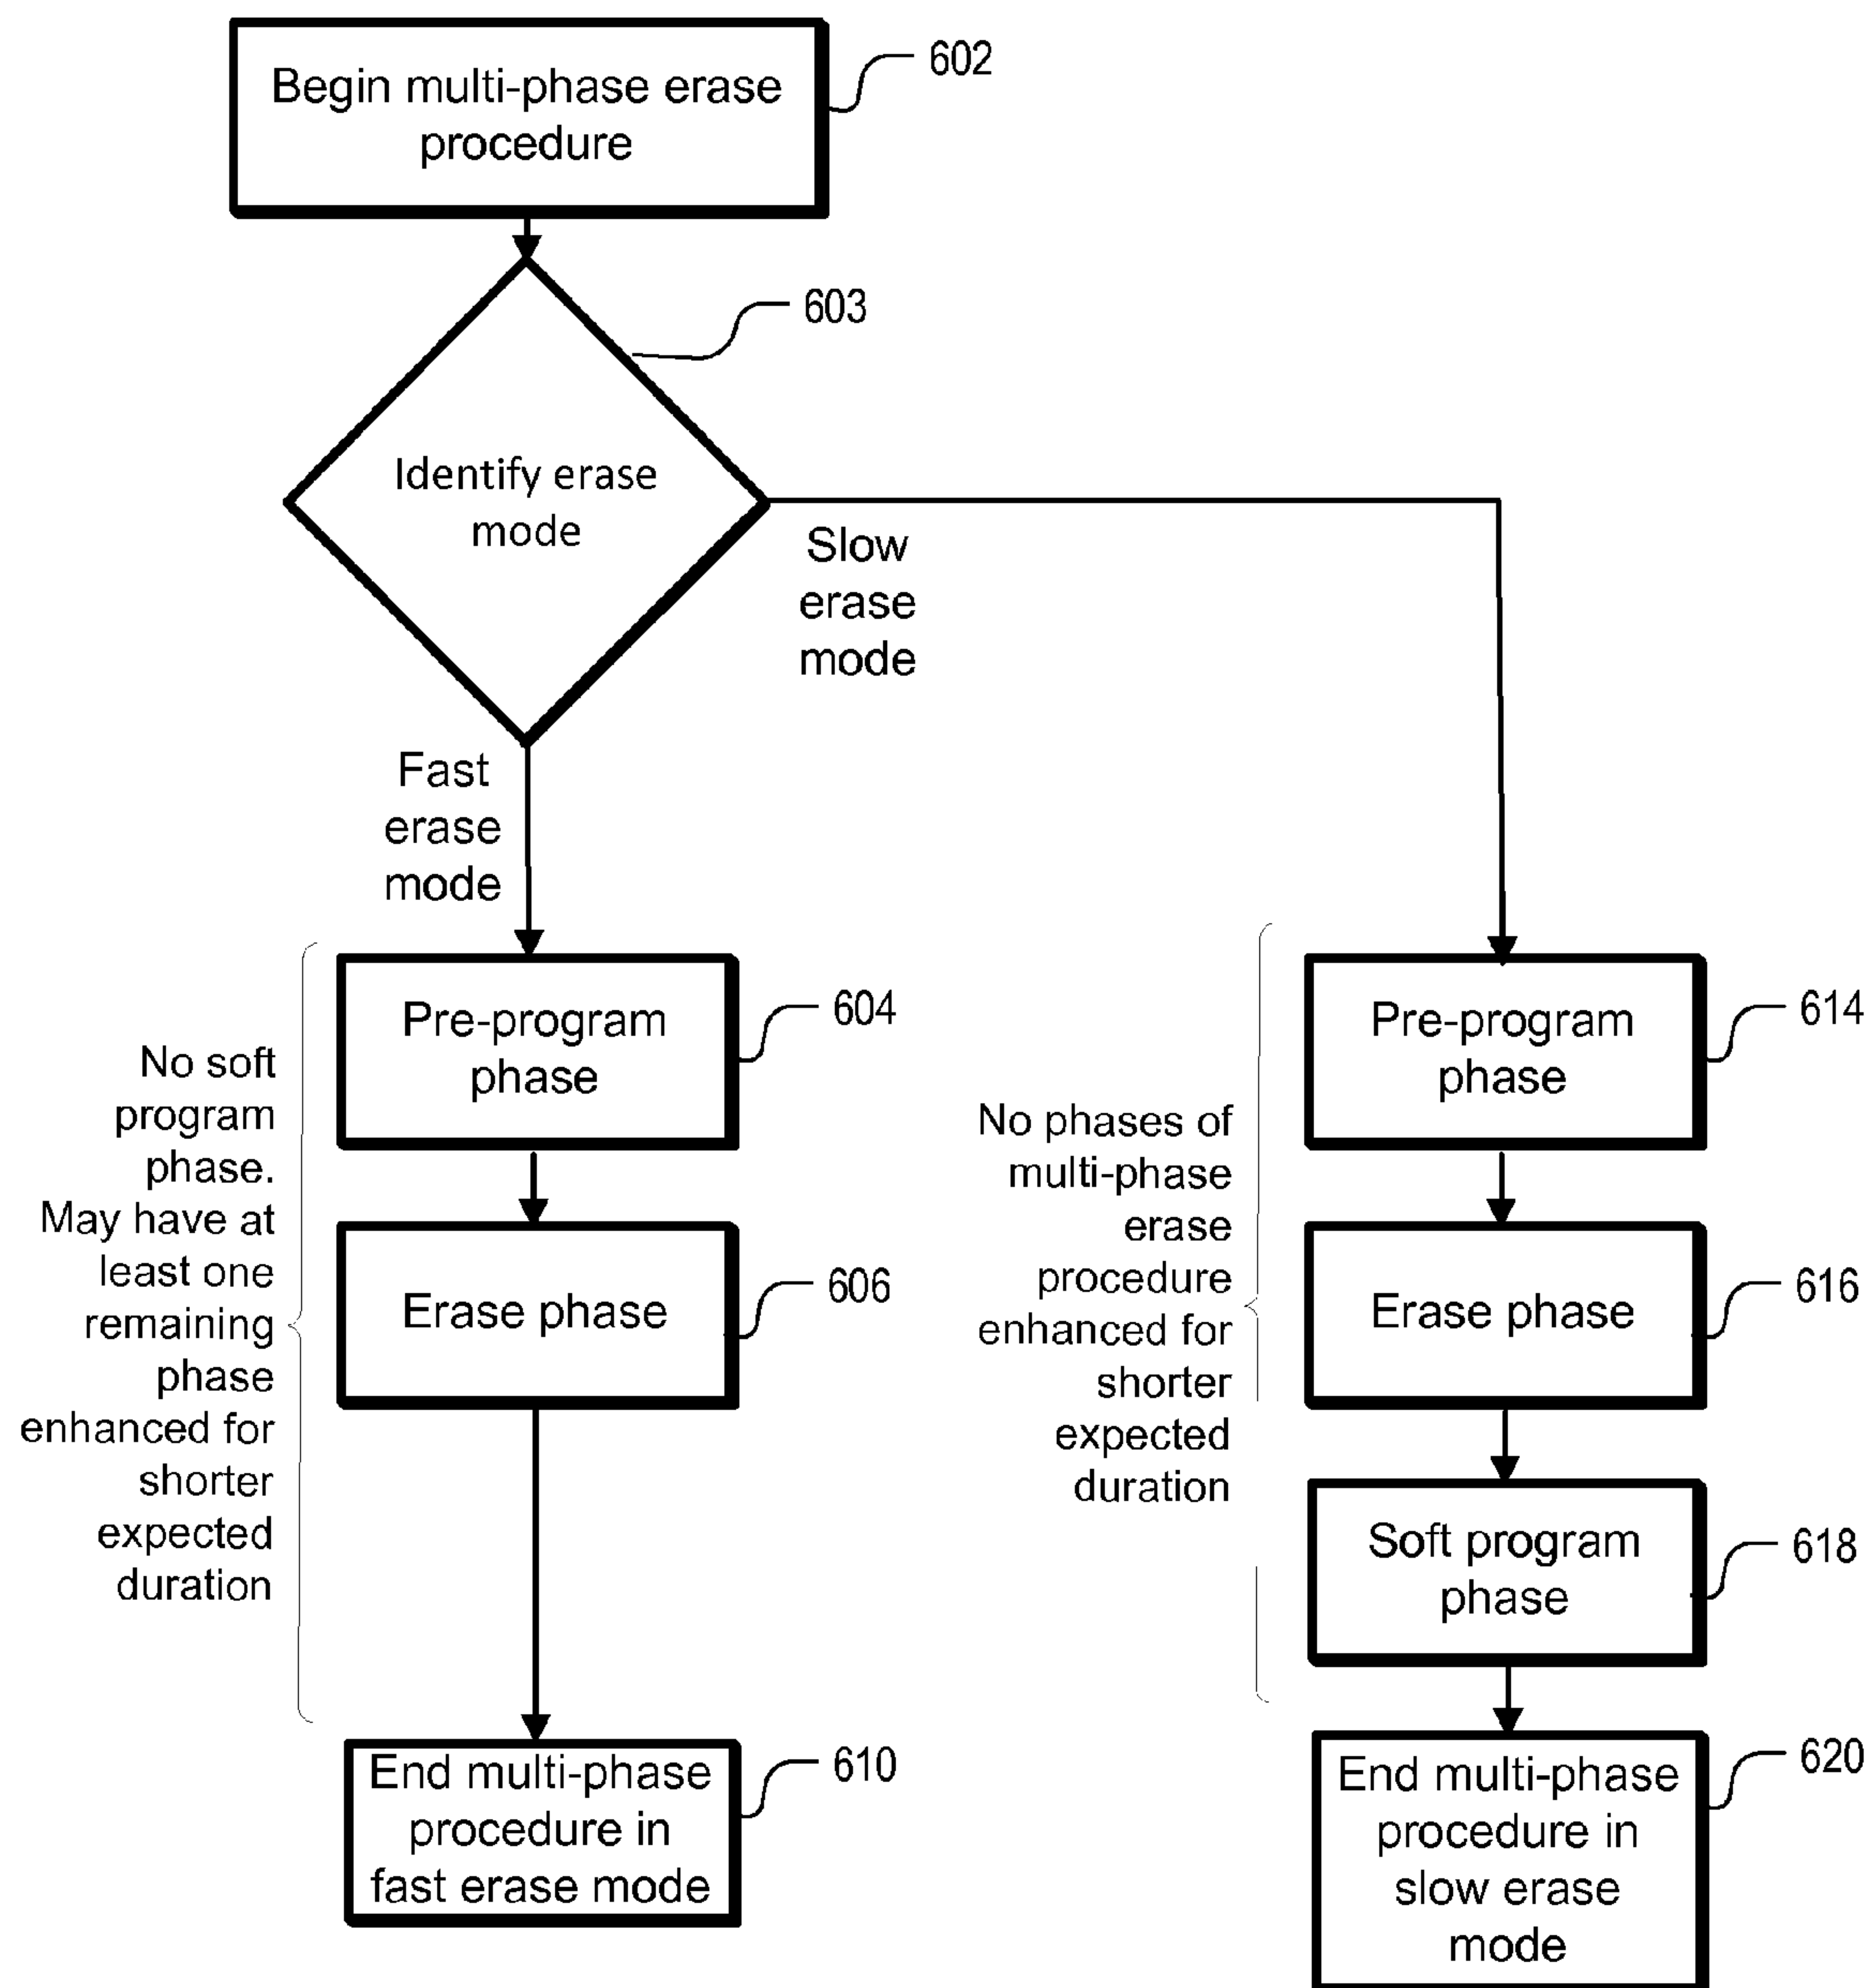 Begin multi-phase erase
procedure
602
603
Identify erase
mode
Slow
erase
mode
Fast
erase
mode
No soft
program
phase.
May have at
least one
remaining
phase
enhanced for
shorter
expected
duration
Pre-program
phase
604
Erase phase
606
End multi-phase
procedure in
fast erase mode
610
No phases of
multi-phase
erase
procedure
enhanced for
shorter
expected
duration
Pre-program
phase
614
Erase phase
616
Soft program
phase
618
End multi-phase
procedure in
slow erase
mode
620